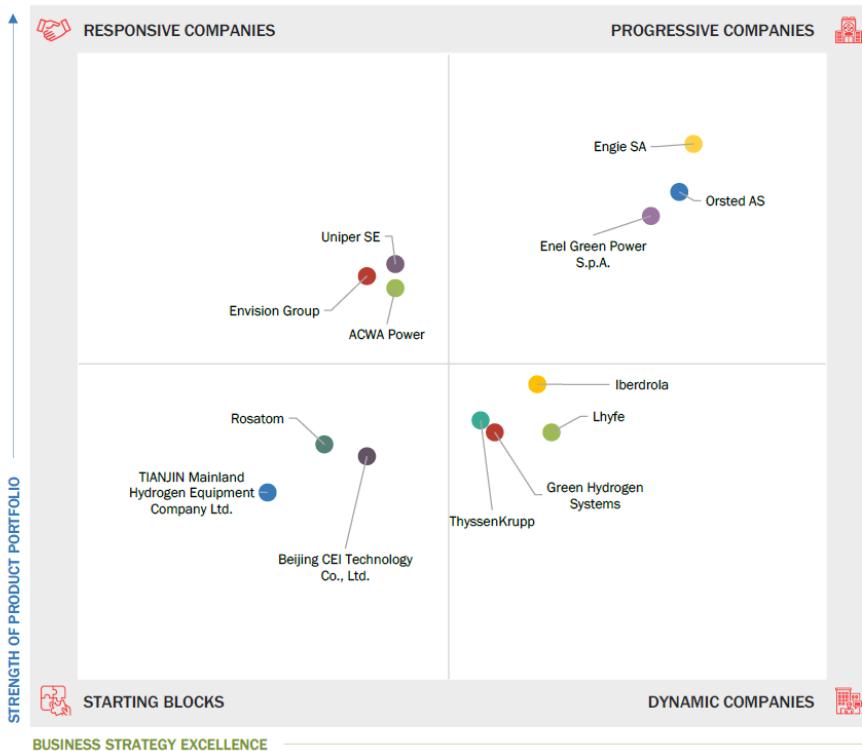 RESPONSIVE COMPANIES
PROGRESSIVE COMPANIES
Engie SA
Orsted AS
Enel Green Power
S.p.A.
Uniper SE
Envision Group
ACWA Power
Iberdrola
Lhyfe
Rosatom
TIANJIN Mainland
Hydrogen Equipment
Company Ltd.
Green Hydrogen
Systems
ThyssenKrupp
Beijing CEI Technology
Co., Ltd.
STRENGTH OF PRODUCT PORTFOLIO
STARTING BLOCKS
DYNAMIC COMPANIES
BUSINESS STRATEGY EXCELLENCE